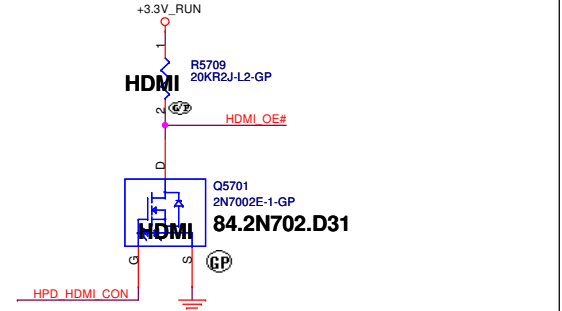 +3.3V_RUN
1
R5709
20KR2J-L2-GP
HDMI
2
G/P
HDMI_OE#
D
Q5701
2N7002E-1-GP
84.2N702.D31
HDMI
G
S
GP
HPD_HDMI_CON